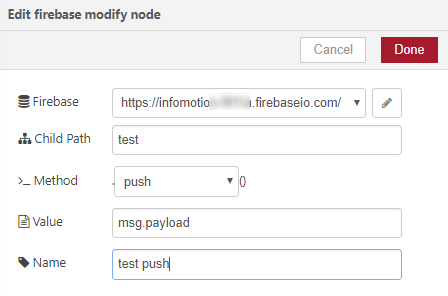 Edit firebase modify node
Cancel Done
Firebase https://infomotio .firebaseio.com/
Child Path test
Method .push()
Value msg.payload
Name test push